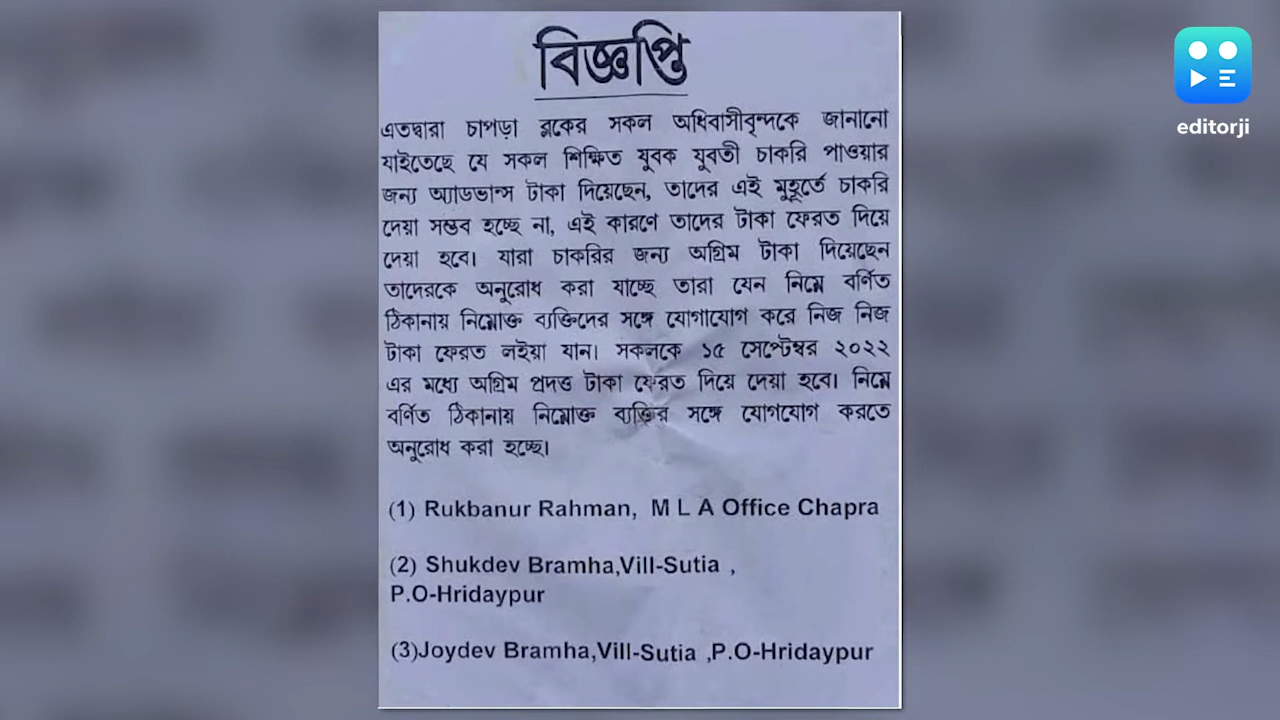 বিজ্ঞপ্তি
এতদ্বারা চাপড়া ব্লকের সকল অধিবাসীবৃন্দকে জানানো
যাইতেছে যে সকল শিক্ষিত যুবক যুবতী চাকরি পাওয়ার
জন্য অ্যাডভান্স টাকা দিয়েছেন, তাদের এই মুহূর্তে চাকরি
দেয়া সম্ভব হচ্ছে না, এই কারণে তাদের টাকা ফেরত দিয়ে
দেয়া হবে। যারা চাকরির জন্য অগ্রিম টাকা দিয়েছেন
তাদেরকে অনুরোধ করা যাচ্ছে তারা যেন নিম্নে বর্ণিত
ঠিকানায় নিম্নোক্ত ব্যক্তিদের সঙ্গে যোগাযোগ করে নিজ নিজ
টাকা ফেরত লইয়া যান। সকলকে ১৫ সেপ্টেম্বর ২০২২
এর মধ্যে অগ্রিম প্রদত্ত টাকা ফেরত দিয়ে দেয়া হবে। নিম্নে
বর্ণিত ঠিকানায় নিম্নোক্ত ব্যক্তির সঙ্গে যোগযোগ করতে
অনুরোধ করা হচ্ছে।
(1) Rukbanur Rahman, M L A Office Chapra
(2) Shukdev Bramha,Vill-Sutia ,
P.O-Hridaypur
(3)Joydev Bramha,Vill-Sutia ,P.O-Hridaypur
editorji